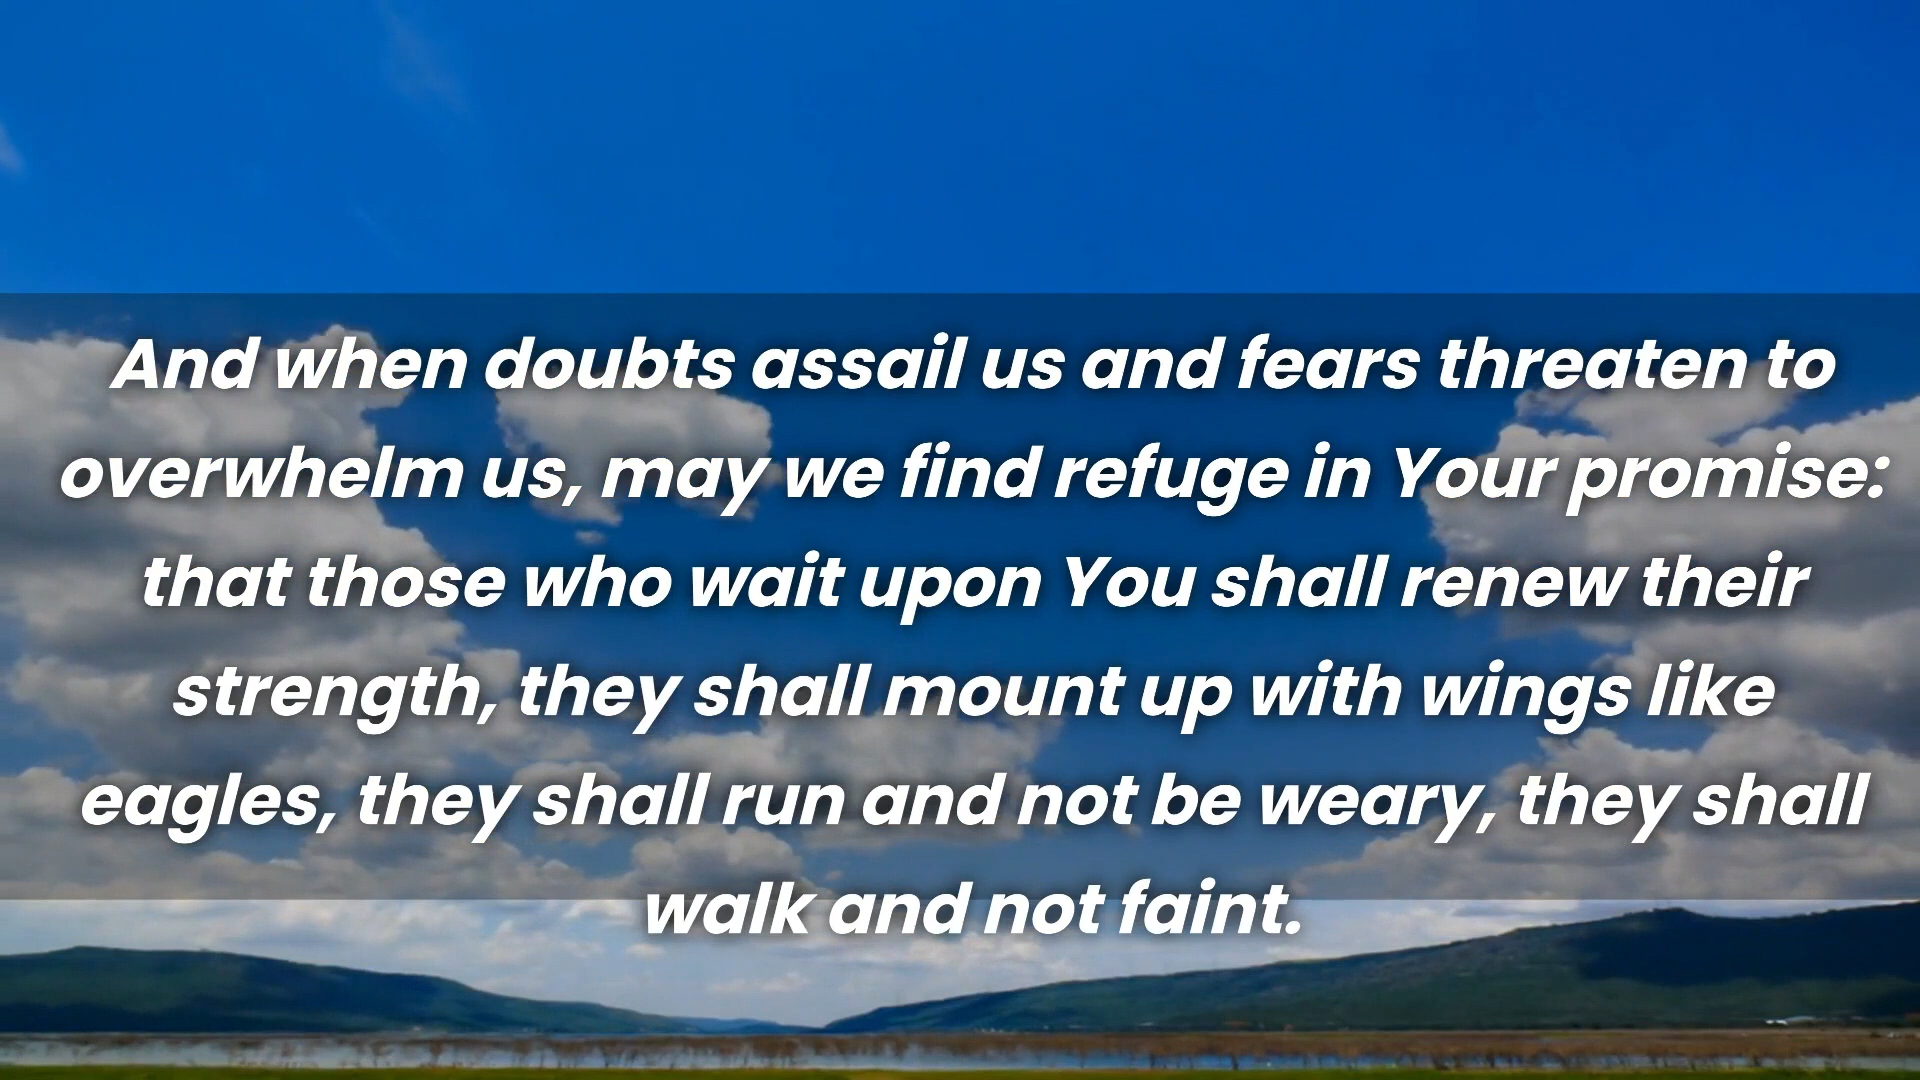 And when doubts assail us and fears threaten to
overwhelm us, may we find refuge in Your promise:
that those who wait upon You shall renew their
strength, they shall mount up with wings like
eagles, they shall run and not be weary, they shall
walk and not faint.